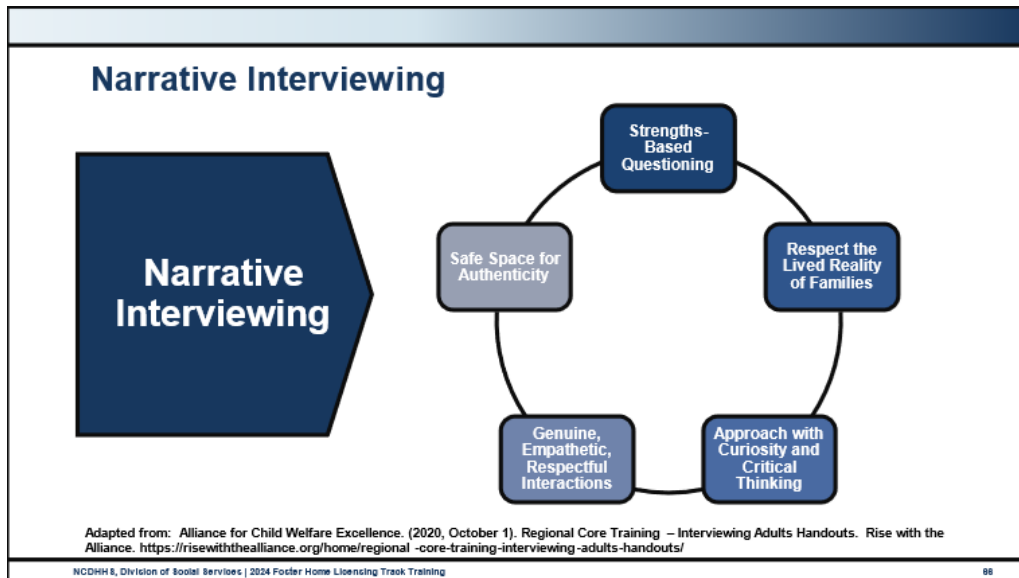 Narrative Interviewing
Narrative
Interviewing
Strengths-
Based
Questioning
Respect the
Lived Reality
of Families
Approach with
Curiosity and
Critical
Thinking
Genuine,
Empathetic,
Respectful
Interactions
Safe Space for
Authenticity
Adapted from: Alliance for Child Welfare Excellence. (2020, October 1). Regional Core Training – Interviewing Adults Handouts. Rise with the
Alliance. https://risewiththealliance.org/home/regional -core-training-interviewing-adults-handouts/
NCDHHS, Division of Social Services | 2024 Foster Home Licensing Track Training